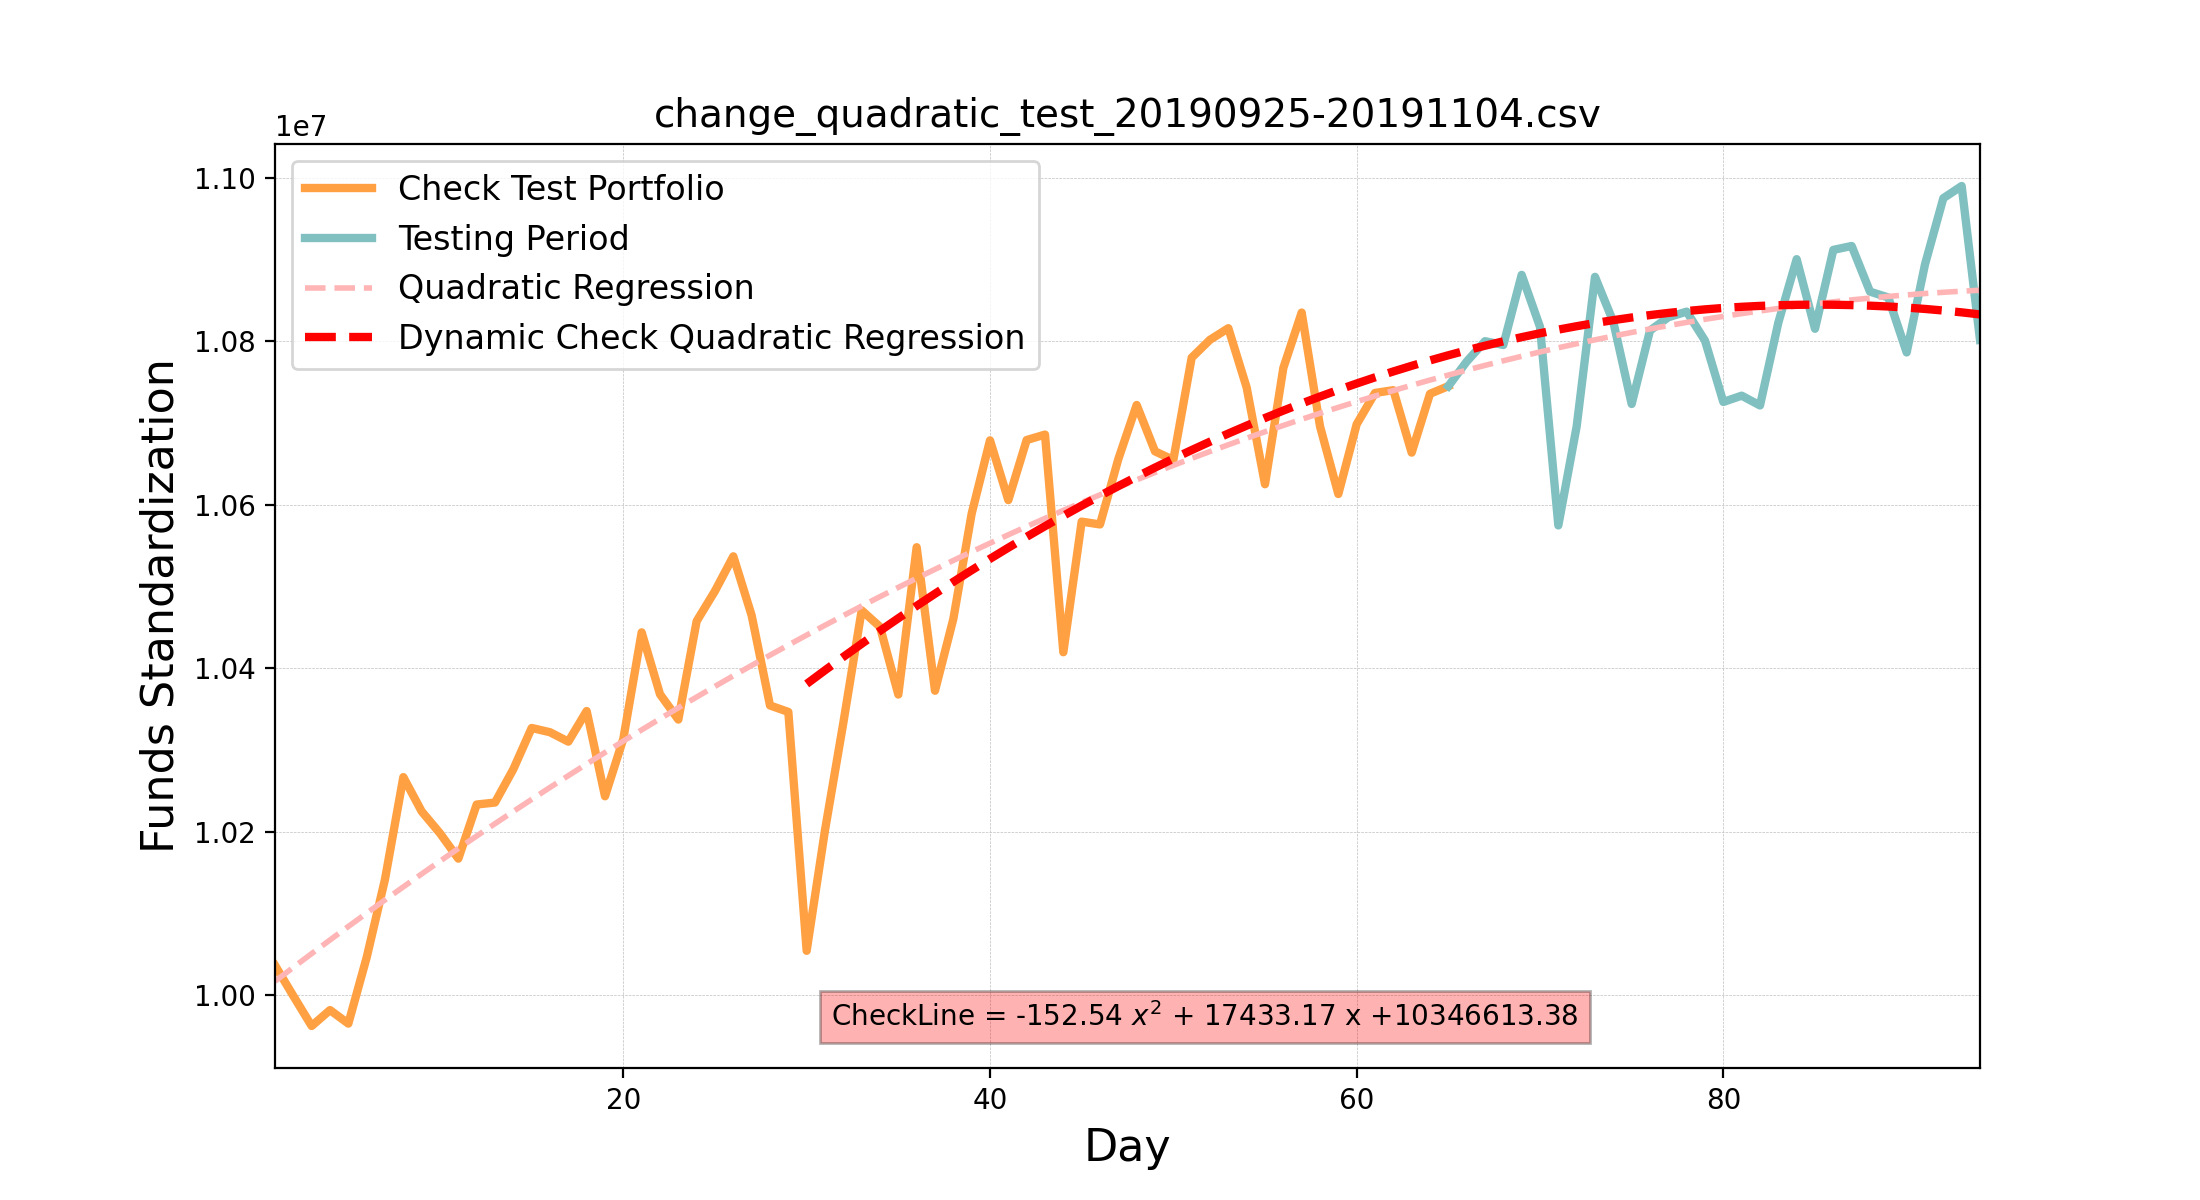 change_quadratic_test_20190925-20191104.csv
1e7
Check Test Portfolio
Testing Period
Quadratic Regression
Dynamic Check Quadratic Regression
1.10
1.08
1.06
1.04
1.02
1.00
Funds Standardization
CheckLine = -152.54 x² + 17433.17 x +10346613.38
20 40 60 80
Day